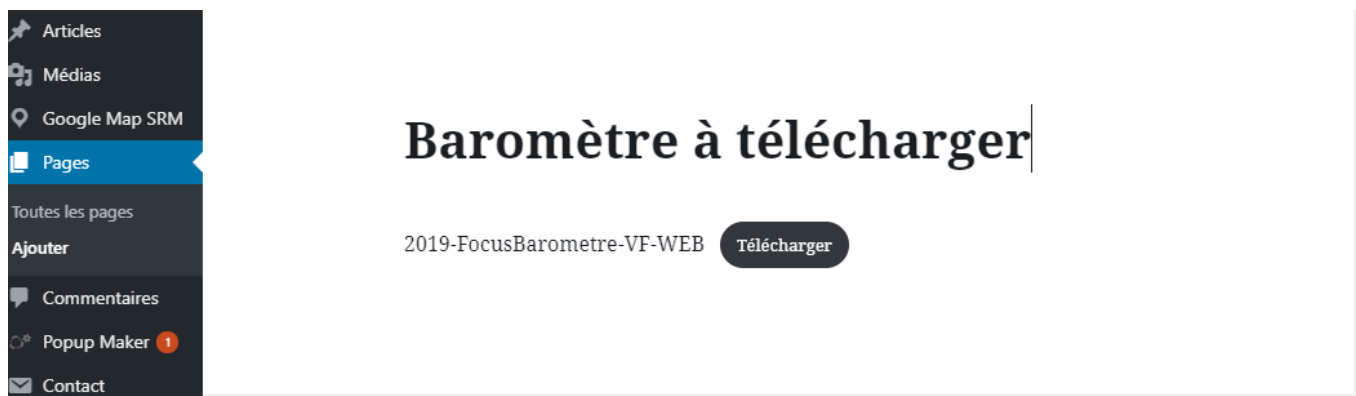 Articles
Médias
Google Map SRM
Pages
Toutes les pages
Ajouter
Commentaires
Popup Maker 1
Contact
Baromètre à télécharger
2019-FocusBarometre-VF-WEB Télécharger